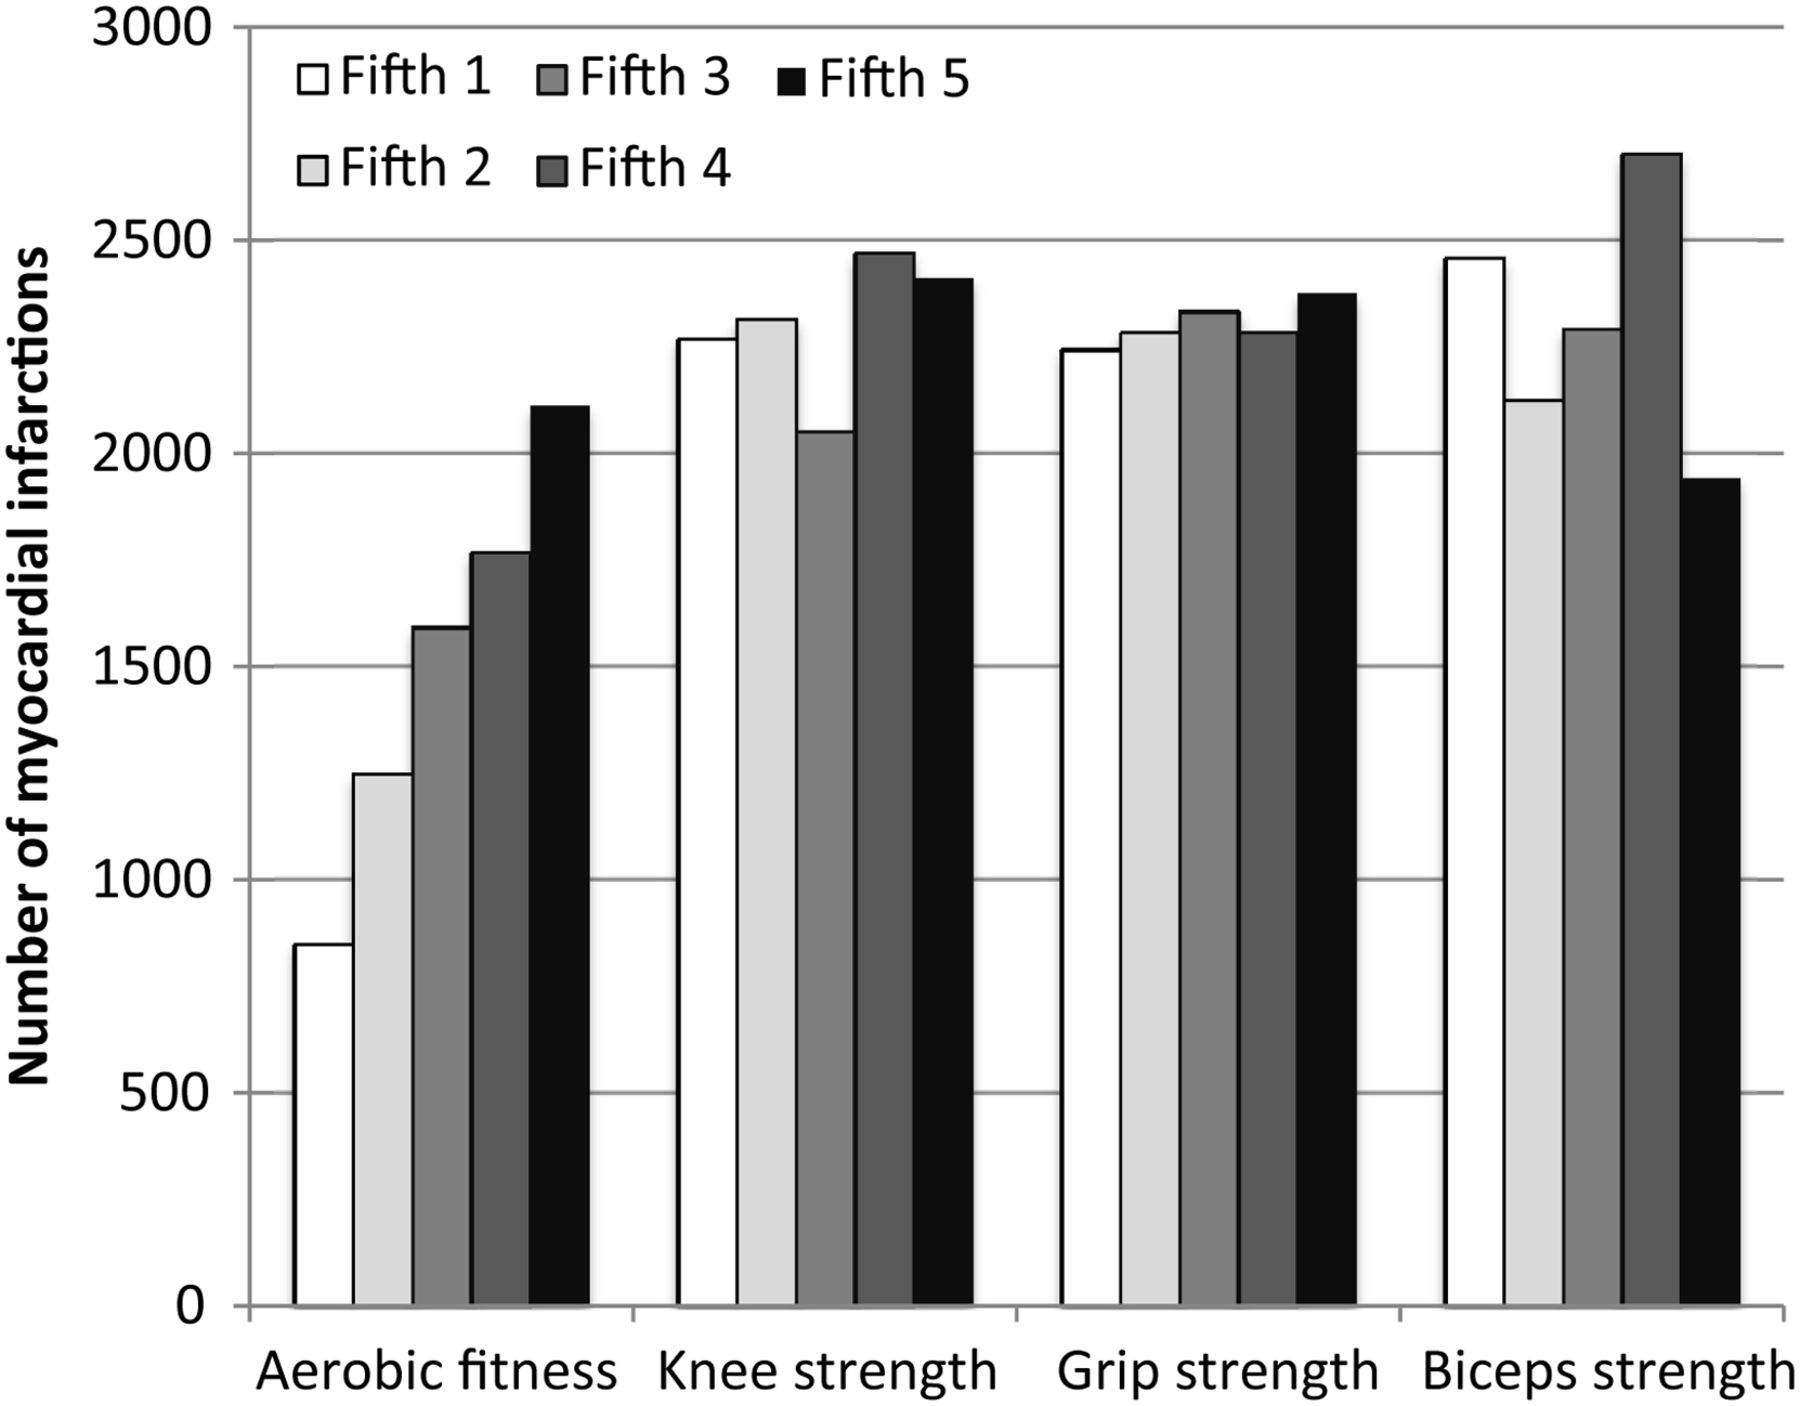 Number of myocardial infarctions
3000
2500
2000
1500
1000
500
0
Fifth 1 Fifth 3 Fifth 5
Fifth 2 Fifth 4
Aerobic fitness Knee strength Grip strength Biceps strength